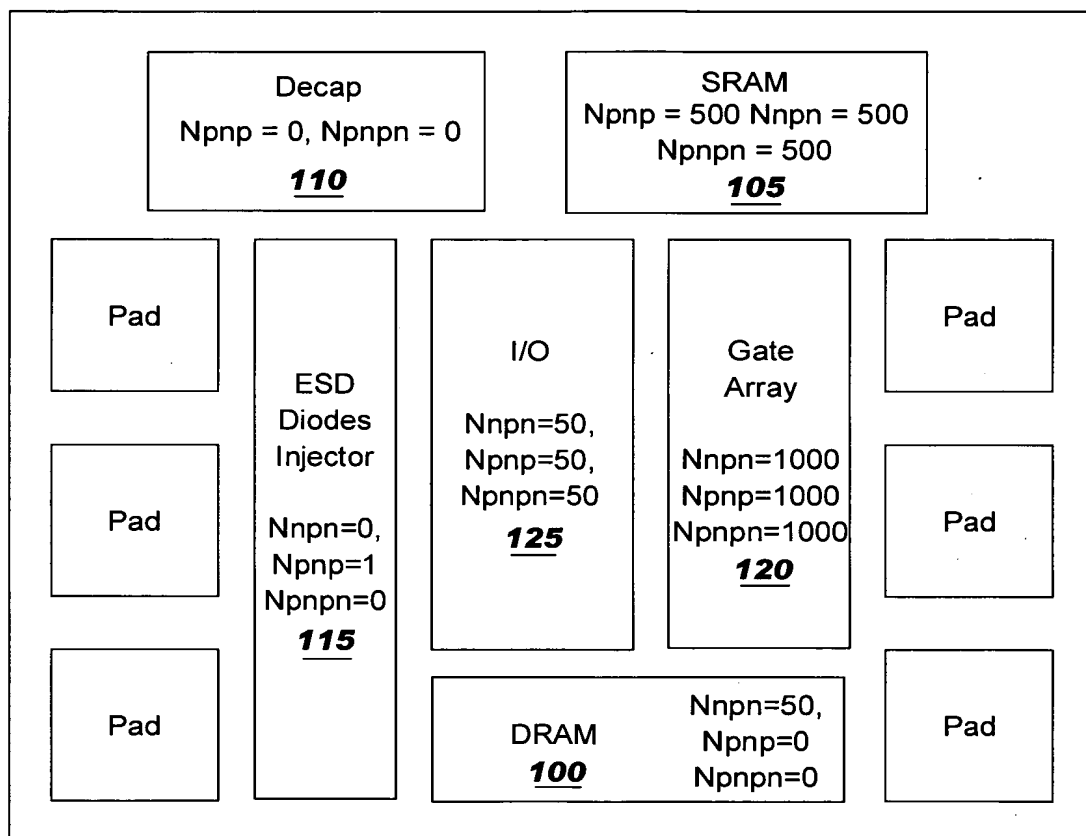 Decap
Npnp = 0, Npnpn = 0
110
SRAM
Npnp = 500 Nnpn = 500
Npnpn = 500
105
Pad
Pad
Pad
ESD
Diodes
Injector
Nnpn=0,
Npnp=1
Npnpn=0
115
I/O
Nnpn=50,
Npnp=50,
Npnpn=50
125
Gate
Array
Nnpn=1000
Npnp=1000
Npnpn=1000
120
Pad
Pad
Pad
DRAM
100
Nnpn=50,
Npnp=0
Npnpn=0